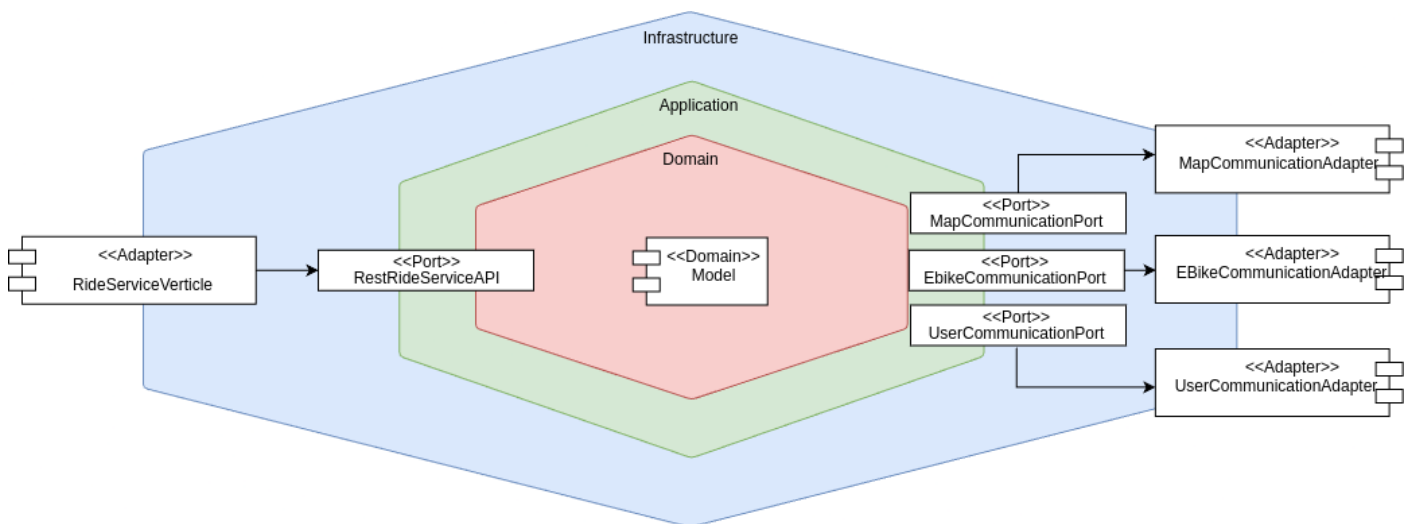 Infrastructure
Application
Domain
<<Adapter>>
RideServiceVerticle
<<Port>>
RestRideServiceAPI
<<Domain>>
Model
<<Port>>
MapCommunicationPort
<<Port>>
EbikeCommunicationPort
<<Port>>
UserCommunicationPort
<<Adapter>>
MapCommunicationAdapter
<<Adapter>>
EBikeCommunicationAdapter
<<Adapter>>
UserCommunicationAdapter